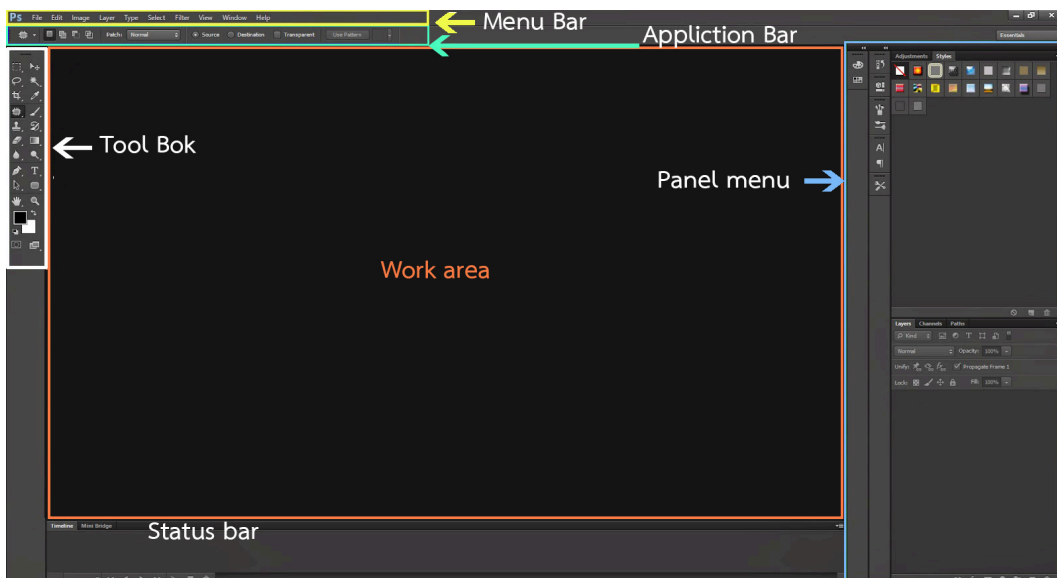 Ps File Edit Image Layer Type Select Filter View Window Help
Menu Bar
Patch: Normal Source Destination Transparent Use Pattern
Appliction Bar
Essentials
Adjustments Styles
Tool Bok
Panel menu
Work area
Layers Channels Paths
Kind
Normal Opacity: 100%
Unify: Propagate Frame 1
Lock: Fill: 100%
Timeline Mini Bridge
Status bar